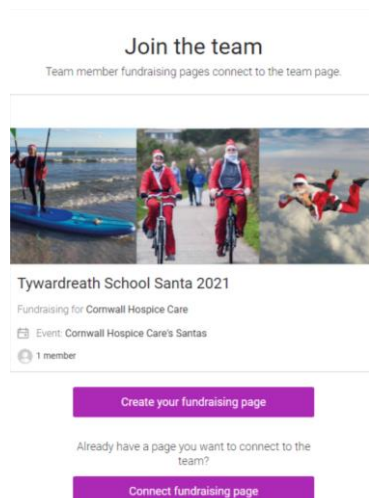 Join the team
Team member fundraising pages connect to the team page.
Tywardreath School Santa 2021
Fundraising for Cornwall Hospice Care
Event: Cornwall Hospice Care's Santas
1 member
Create your fundraising page
Already have a page you want to connect to the
team?
Connect fundraising page